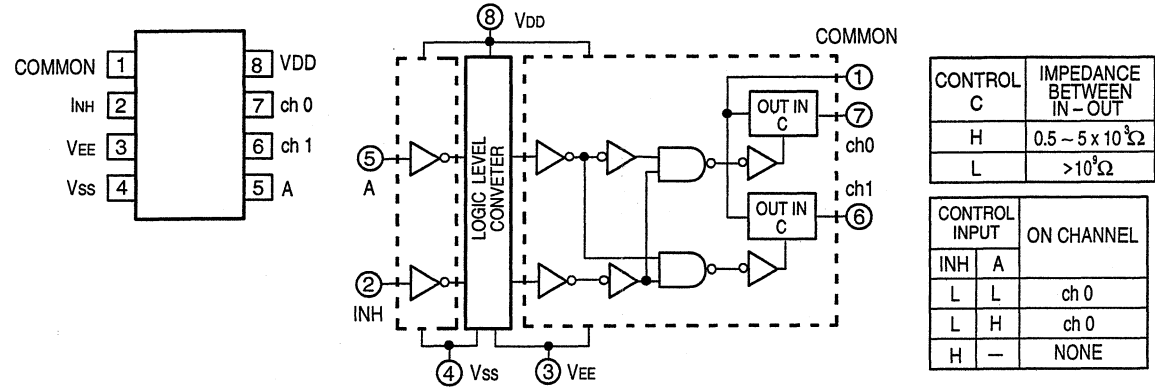 COMMON 1
INH 2
VEE 3
VSS 4
8 VDD
7 ch 0
6 ch 1
5 A
8 VDD
COMMON
1
OUT IN
C
7
ch0
5
A
LOGIC LEVEL
CONVETER
ch1
OUT IN
C
6
2
INH
4 VSS
3 VEE
CONTROL
C
IMPEDANCE
BETWEEN
IN – OUT
H 0.5 ~ 5 x 10³Ω
L >10⁹Ω
CONTROL
INPUT
ON CHANNEL
INH A
L L ch 0
L H ch 0
H — NONE